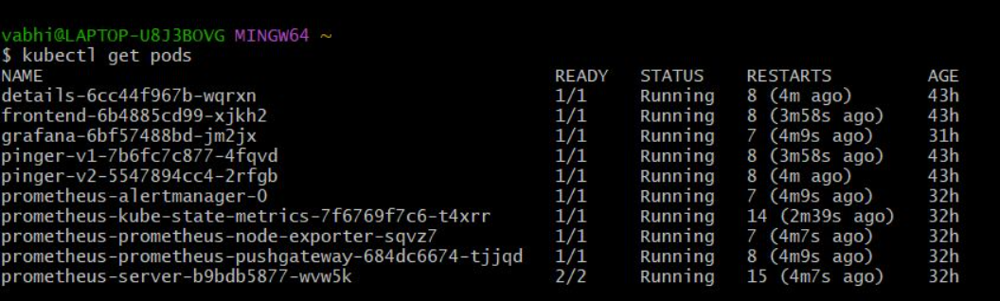 vabhi@LAPTOP-U8J3BOVG MINGW64 ~
$ kubectl get pods
NAME READY STATUS RESTARTS AGE
details-6cc44f967b-wqrxn 1/1 Running 8 (4m ago) 43h
frontend-6b4885cd99-xjkh2 1/1 Running 8 (3m58s ago) 43h
grafana-6bf57488bd-jm2jx 1/1 Running 7 (4m9s ago) 31h
pinger-v1-7b6fc7c877-4fqvd 1/1 Running 8 (3m58s ago) 43h
pinger-v2-5547894cc4-2rfgb 1/1 Running 8 (4m ago) 43h
prometheus-alertmanager-0 1/1 Running 7 (4m9s ago) 32h
prometheus-kube-state-metrics-7f6769f7c6-t4xrr 1/1 Running 14 (2m39s ago) 32h
prometheus-prometheus-node-exporter-sqvz7 1/1 Running 7 (4m7s ago) 32h
prometheus-prometheus-pushgateway-684dc6674-tjjqd 1/1 Running 8 (4m9s ago) 32h
prometheus-server-b9bdb5877-wvw5k 2/2 Running 15 (4m7s ago) 32h